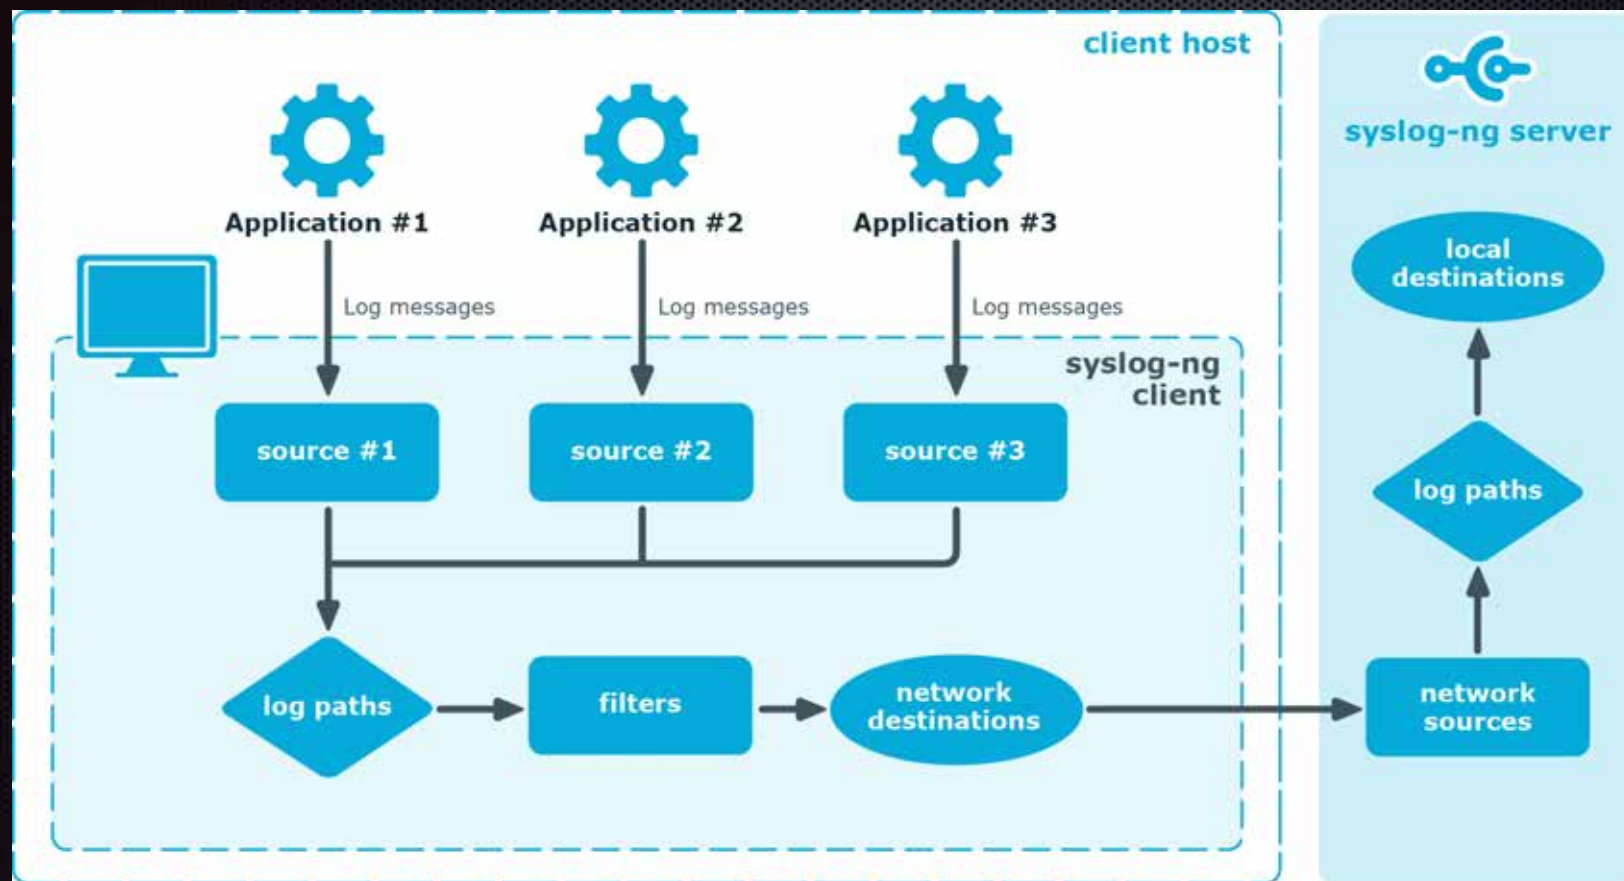 client host
syslog-ng server
Application #1
Application #2
Application #3
Log messages
Log messages
Log messages
syslog-ng
client
source #1
source #2
source #3
log paths
filters
network
destinations
local
destinations
log paths
network
sources